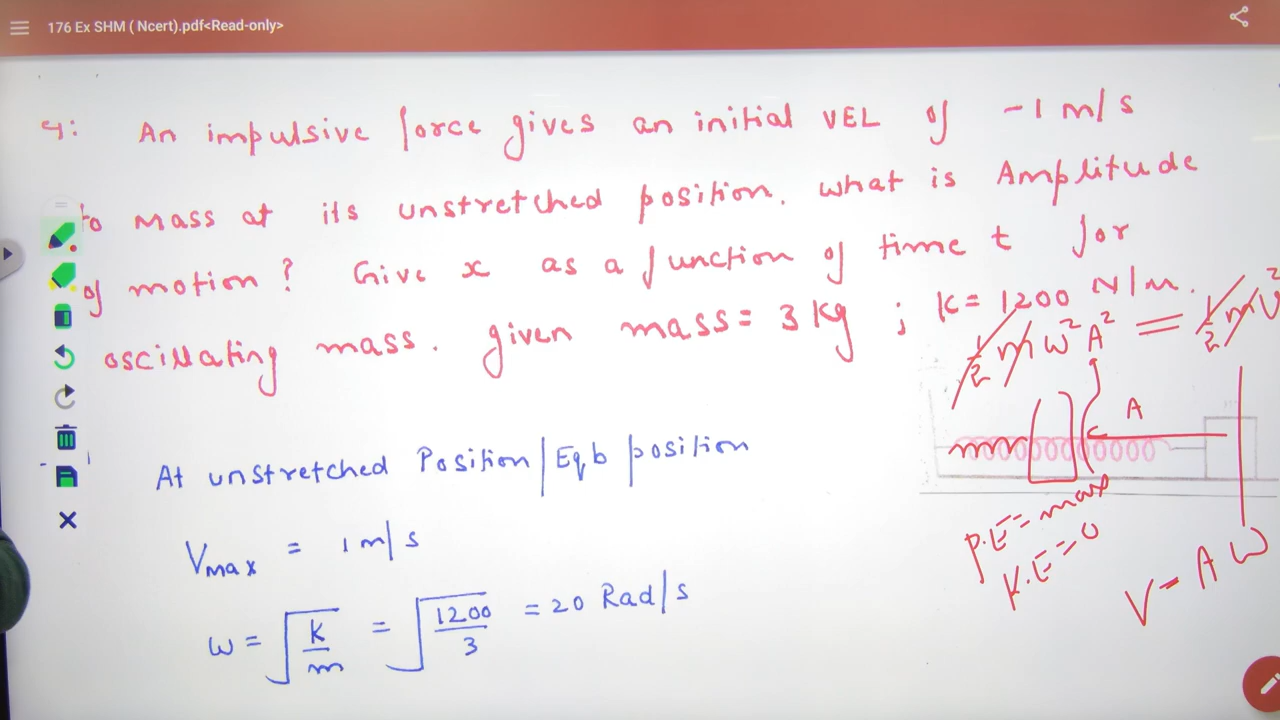 176 Ex SHM ( Ncert).pdf<Read-only>
4: An impulsive force gives an initial VEL of -1 m/s
to mass at its unstretched position. what is Amplitude
of motion ? Give x as a function of time t for
oscillating mass. given mass = 3 kg ; K = 1200 N/m.
1/2 m ω² A² = 1/2 m v²
A
At unstretched Position/Eqb position
P.E = max
K.E = 0
V = A ω
Vmax = 1 m/s
ω = √(K/m) = √(1200/3) = 20 Rad/s